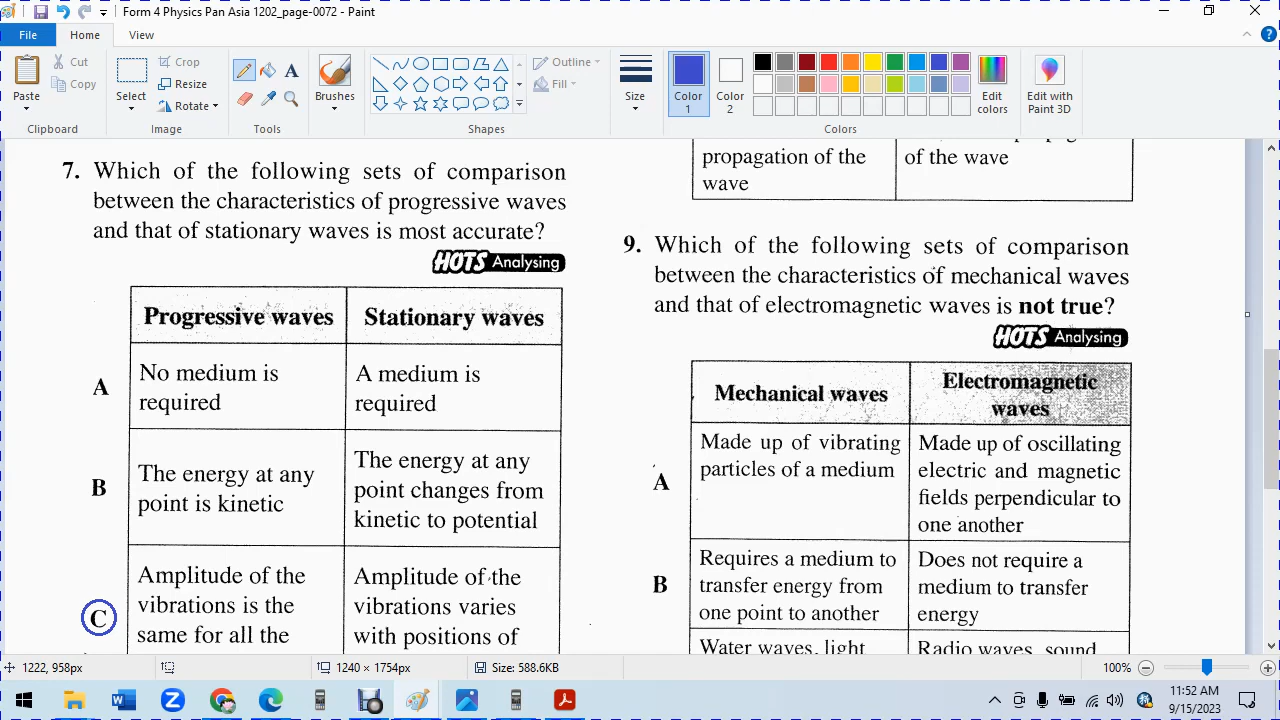 Form 4 Physics Pan Asia 1202_page-0072 - Paint
File
Home
View
Paste
Cut
Copy
Clipboard
Select
Crop
Resize
Rotate
Image
Tools
Brushes
Shapes
Outline
Fill
Size
Color 1
Color 2
Colors
Edit colors
Edit with Paint 3D
7. Which of the following sets of comparison
between the characteristics of progressive waves
and that of stationary waves is most accurate?
HOTS Analysing
Progressive waves
Stationary waves
A
No medium is
required
A medium is
required
B
The energy at any
point is kinetic
The energy at any
point changes from
kinetic to potential
C
Amplitude of the
vibrations is the
same for all the
Amplitude of the
vibrations varies
with positions of
propagation of the
wave
of the wave
9. Which of the following sets of comparison
between the characteristics of mechanical waves
and that of electromagnetic waves is not true?
HOTS Analysing
Mechanical waves
Electromagnetic
waves
A
Made up of vibrating
particles of a medium
Made up of oscillating
electric and magnetic
fields perpendicular to
one another
B
Requires a medium to
transfer energy from
one point to another
Does not require a
medium to transfer
energy
Water waves, light
Radio waves, sound
1222, 958px
1240 × 1754px
Size: 588.6KB
100%
11:52 AM
9/15/2023